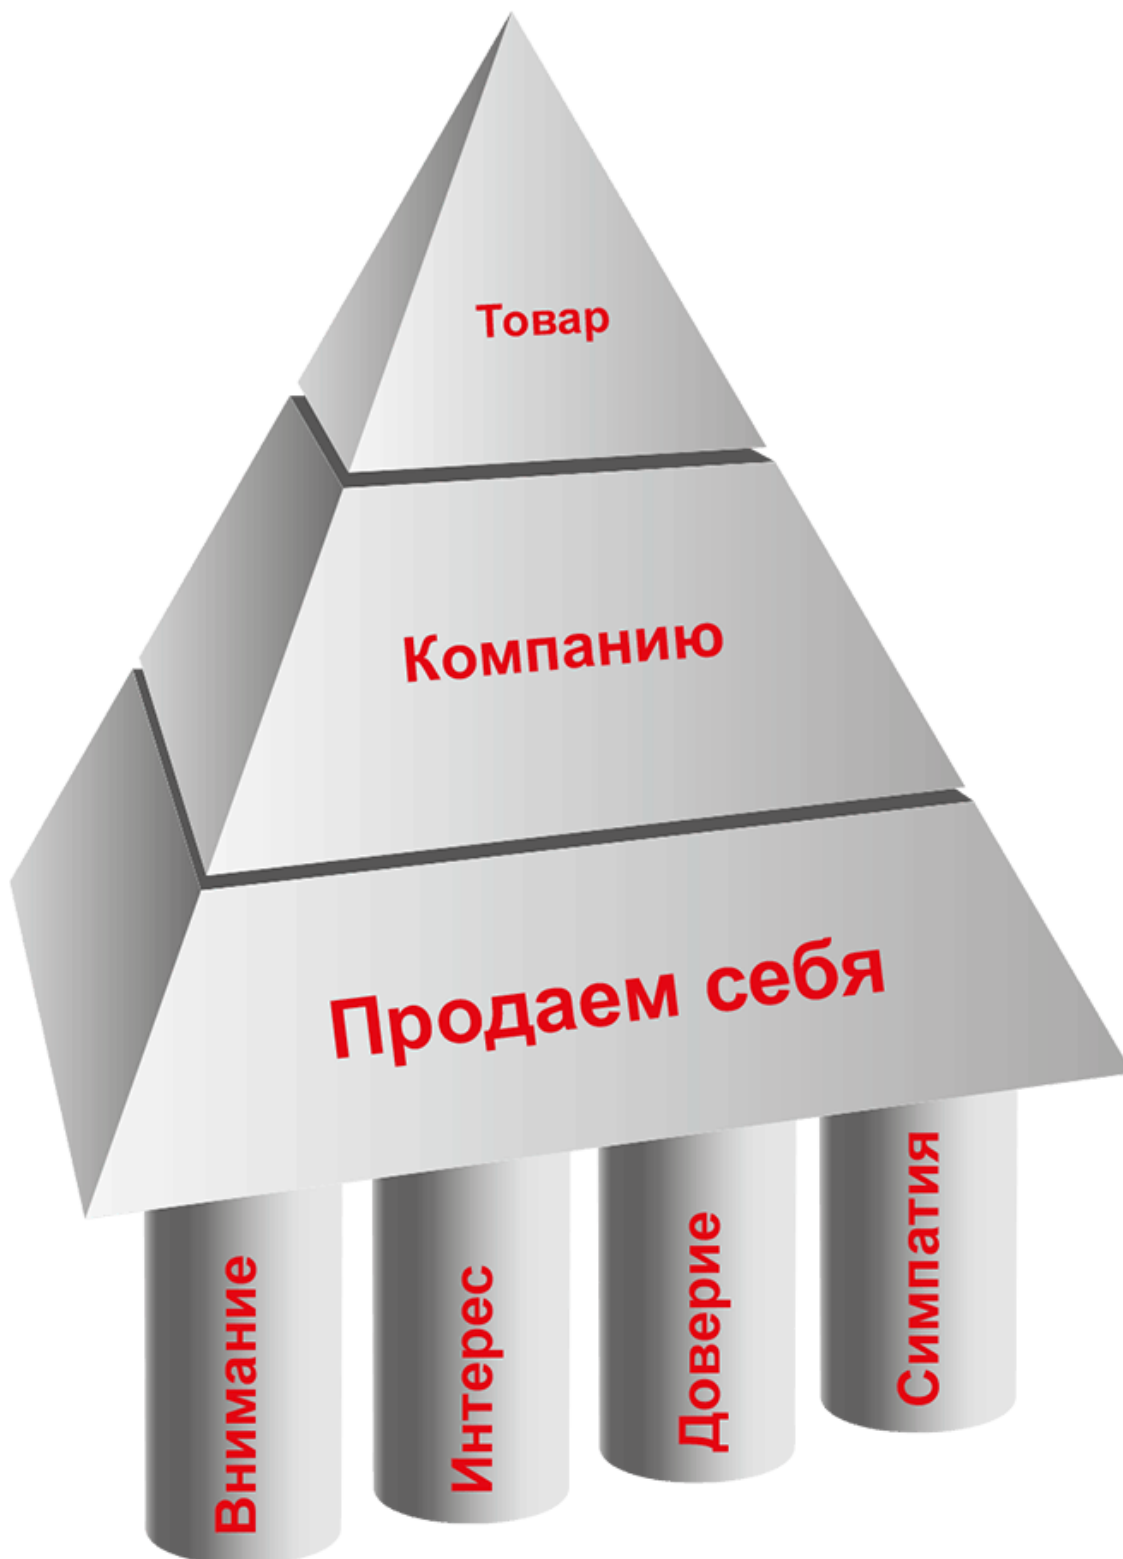 Товар
Компанию
Продаем себя
Внимание
Интерес
Доверие
Симпатия